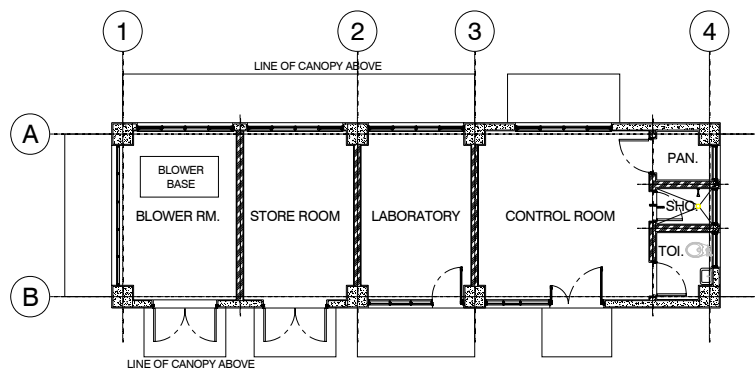 1
2
3
4
LINE OF CANOPY ABOVE
A
PAN.
BLOWER
BASE
BLOWER RM.
STORE ROOM
LABORATORY
CONTROL ROOM
SHO.
TOI.
B
LINE OF CANOPY ABOVE